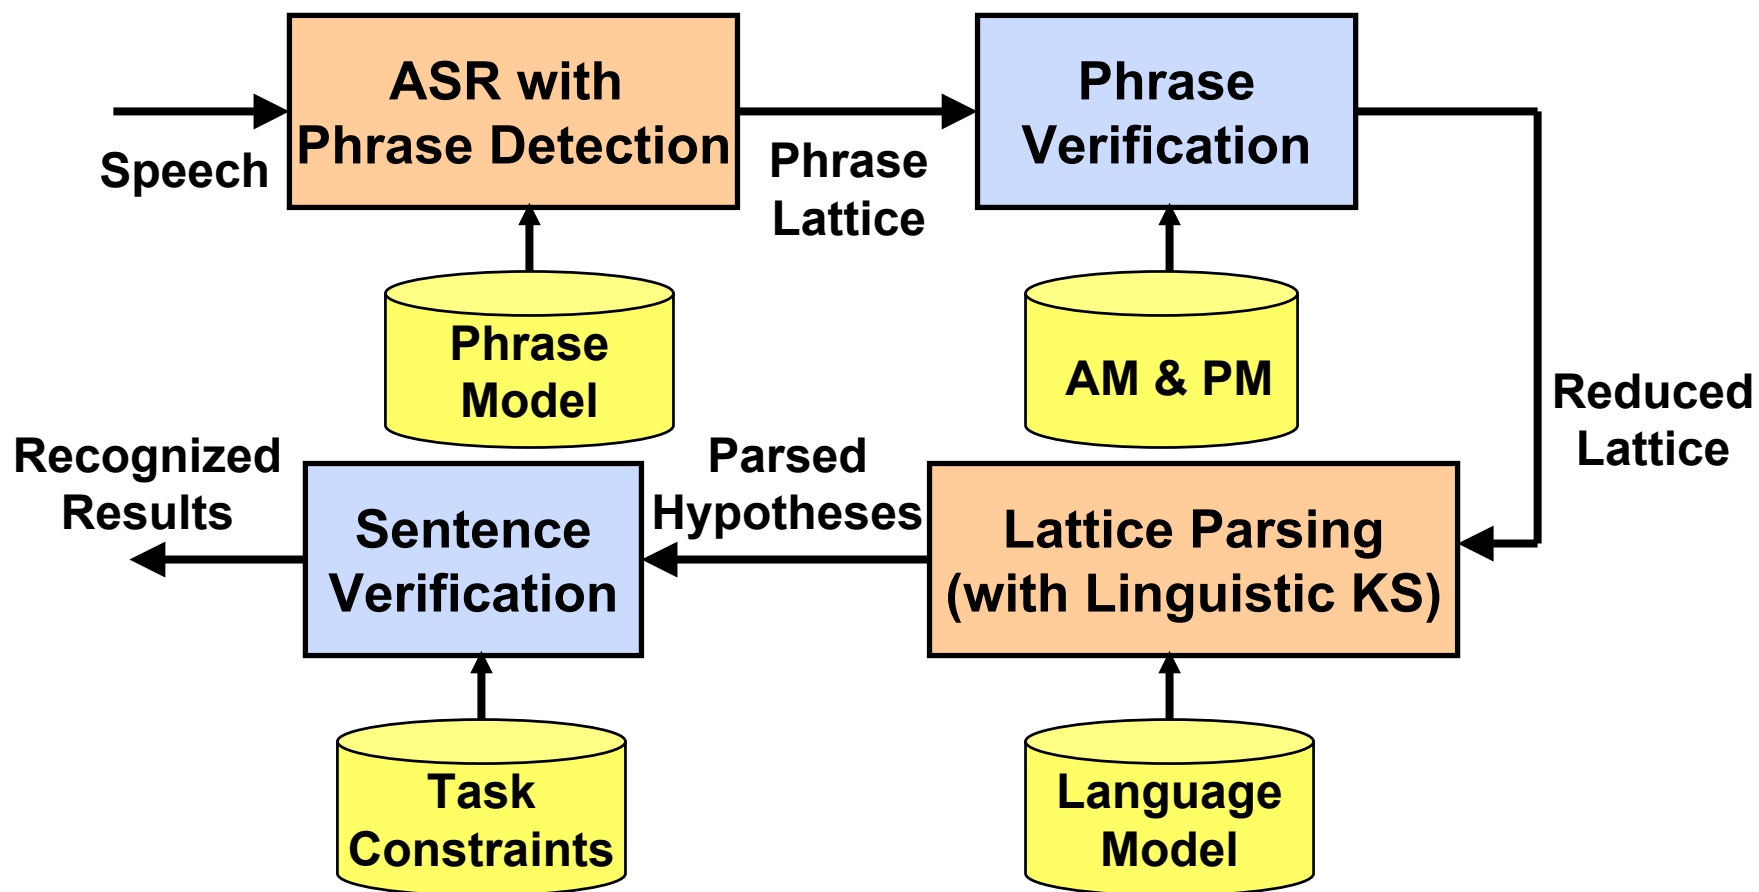 ASR with
Phrase Detection
Phrase
Verification
Speech
Phrase
Lattice
Phrase
Model
AM & PM
Reduced
Lattice
Recognized
Results
Sentence
Verification
Parsed
Hypotheses
Lattice Parsing
(with Linguistic KS)
Task
Constraints
Language
Model